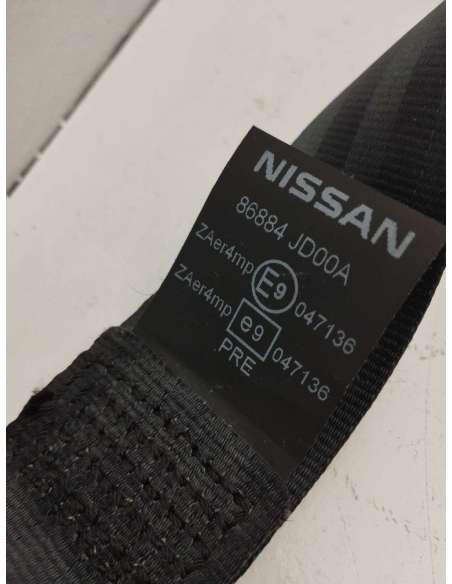 NISSAN
86884 JD00A
ZAer4mp E9 047136
ZAer4mp e9 047136
PRE